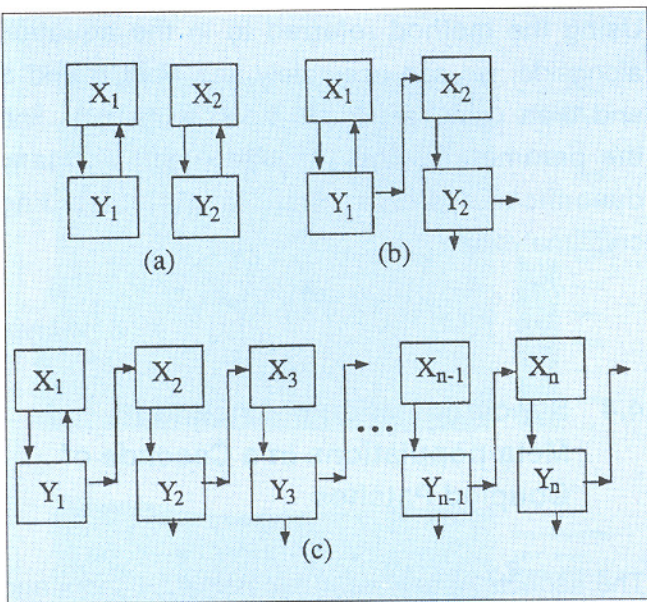 X1 X2 X1 X2
Y1 Y2 Y1 Y2
(a) (b)
X1 X2 X3 Xn-1 Xn
...
Y1 Y2 Y3 Yn-1 Yn
(c)